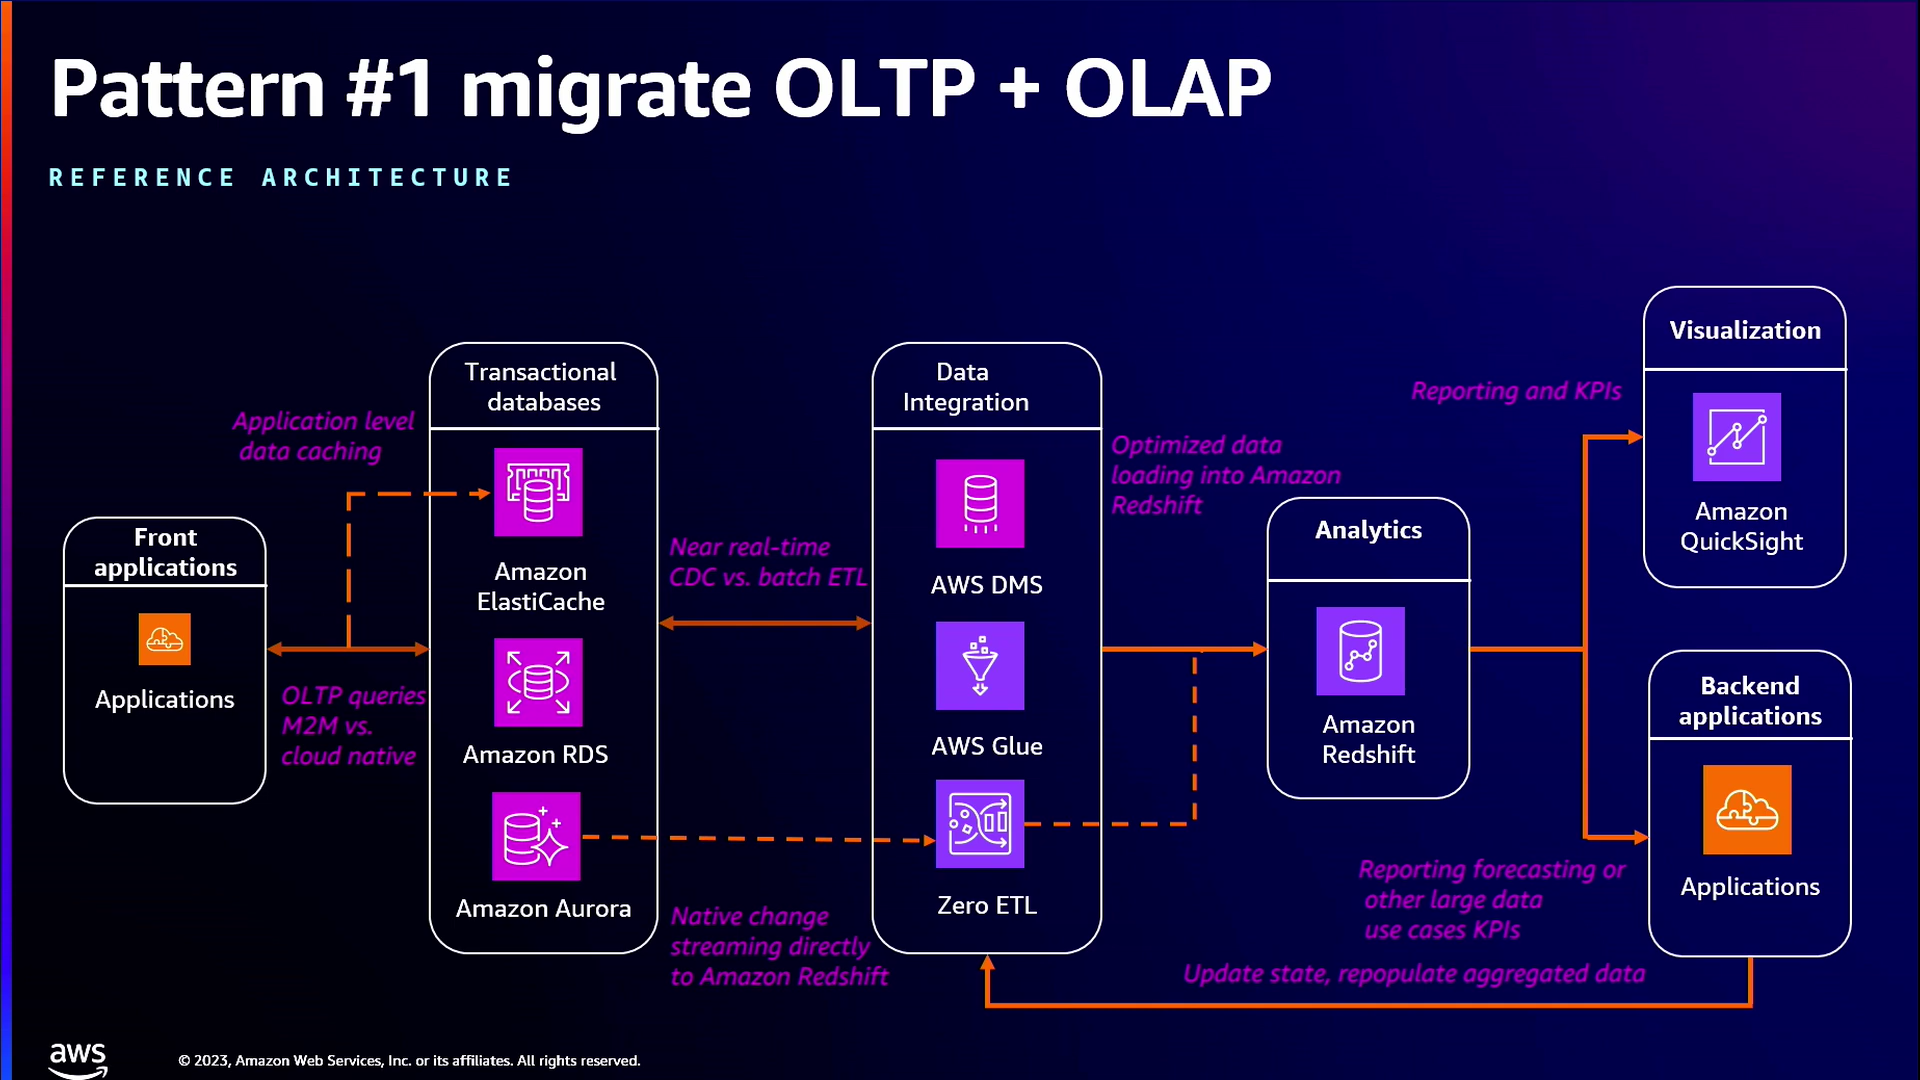 Pattern #1 migrate OLTP + OLAP
REFERENCE ARCHITECTURE
Front
applications
Applications
Application level
data caching
OLTP queries
M2M vs.
cloud native
Transactional
databases
Amazon
ElastiCache
Amazon RDS
Amazon Aurora
Near real-time
CDC vs. batch ETL
Native change
streaming directly
to Amazon Redshift
Data
Integration
AWS DMS
AWS Glue
Zero ETL
Optimized data
loading into Amazon
Redshift
Analytics
Amazon
Redshift
Reporting and KPIs
Visualization
Amazon
QuickSight
Backend
applications
Applications
Reporting forecasting or
other large data
use cases KPIs
Update state, repopulate aggregated data
aws
© 2023, Amazon Web Services, Inc. or its affiliates. All rights reserved.